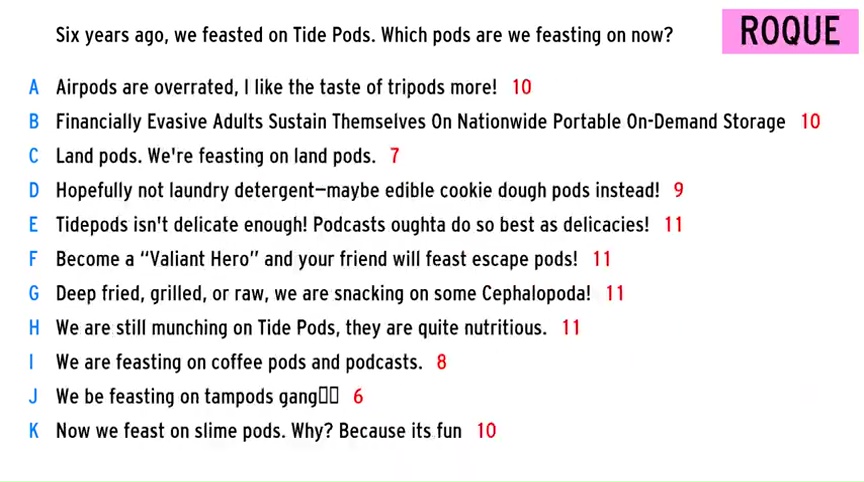 Six years ago, we feasted on Tide Pods. Which pods are we feasting on now?
ROQUE
A Airpods are overrated, I like the taste of tripods more! 10
B Financially Evasive Adults Sustain Themselves On Nationwide Portable On-Demand Storage 10
C Land pods. We're feasting on land pods. 7
D Hopefully not laundry detergent—maybe edible cookie dough pods instead! 9
E Tidepods isn't delicate enough! Podcasts oughta do so best as delicacies! 11
F Become a “Valiant Hero” and your friend will feast escape pods! 11
G Deep fried, grilled, or raw, we are snacking on some Cephalopoda! 11
H We are still munching on Tide Pods, they are quite nutritious. 11
I We are feasting on coffee pods and podcasts. 8
J We be feasting on tampods gang▯▯ 6
K Now we feast on slime pods. Why? Because its fun 10